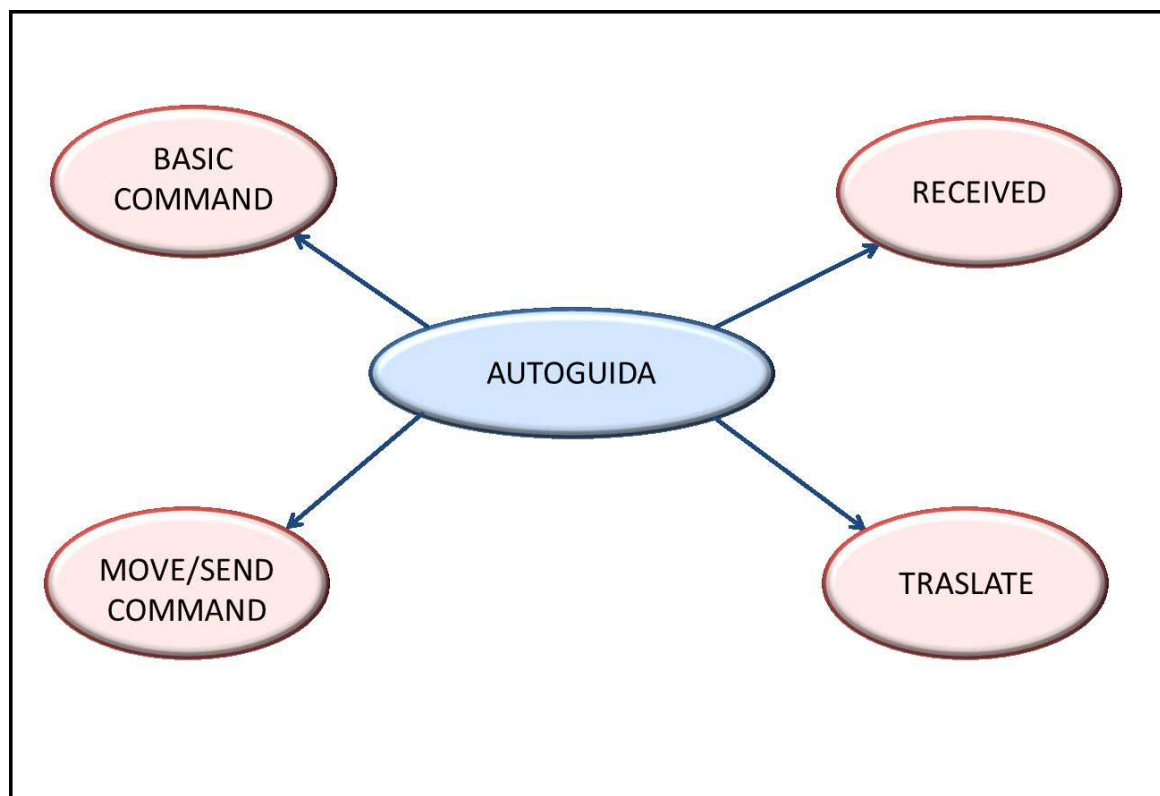 BASIC
COMMAND
RECEIVED
AUTOGUIDA
MOVE/SEND
COMMAND
TRASLATE